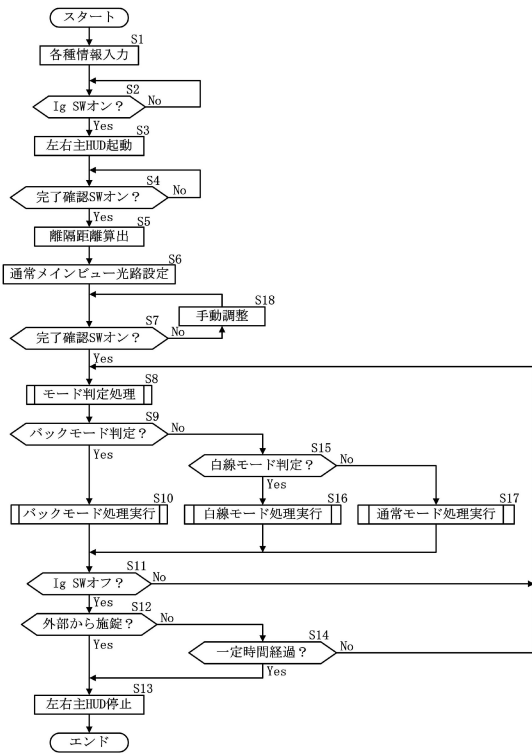 スタート
S1
各種情報入力
S2
Ig SWオン？
No
Yes
S3
左右主HUD起動
S4
完了確認SWオン？
No
Yes
S5
離隔距離算出
S6
通常メインビュー光路設定
S18
手動調整
S7
完了確認SWオン？
No
Yes
S8
モード判定処理
S9
バックモード判定？
No
Yes
S15
白線モード判定？
No
Yes
S10
バックモード処理実行
S16
白線モード処理実行
S17
通常モード処理実行
S11
Ig SWオフ？
No
Yes
S12
外部から施錠？
No
Yes
S14
一定時間経過？
No
Yes
S13
左右主HUD停止
エンド